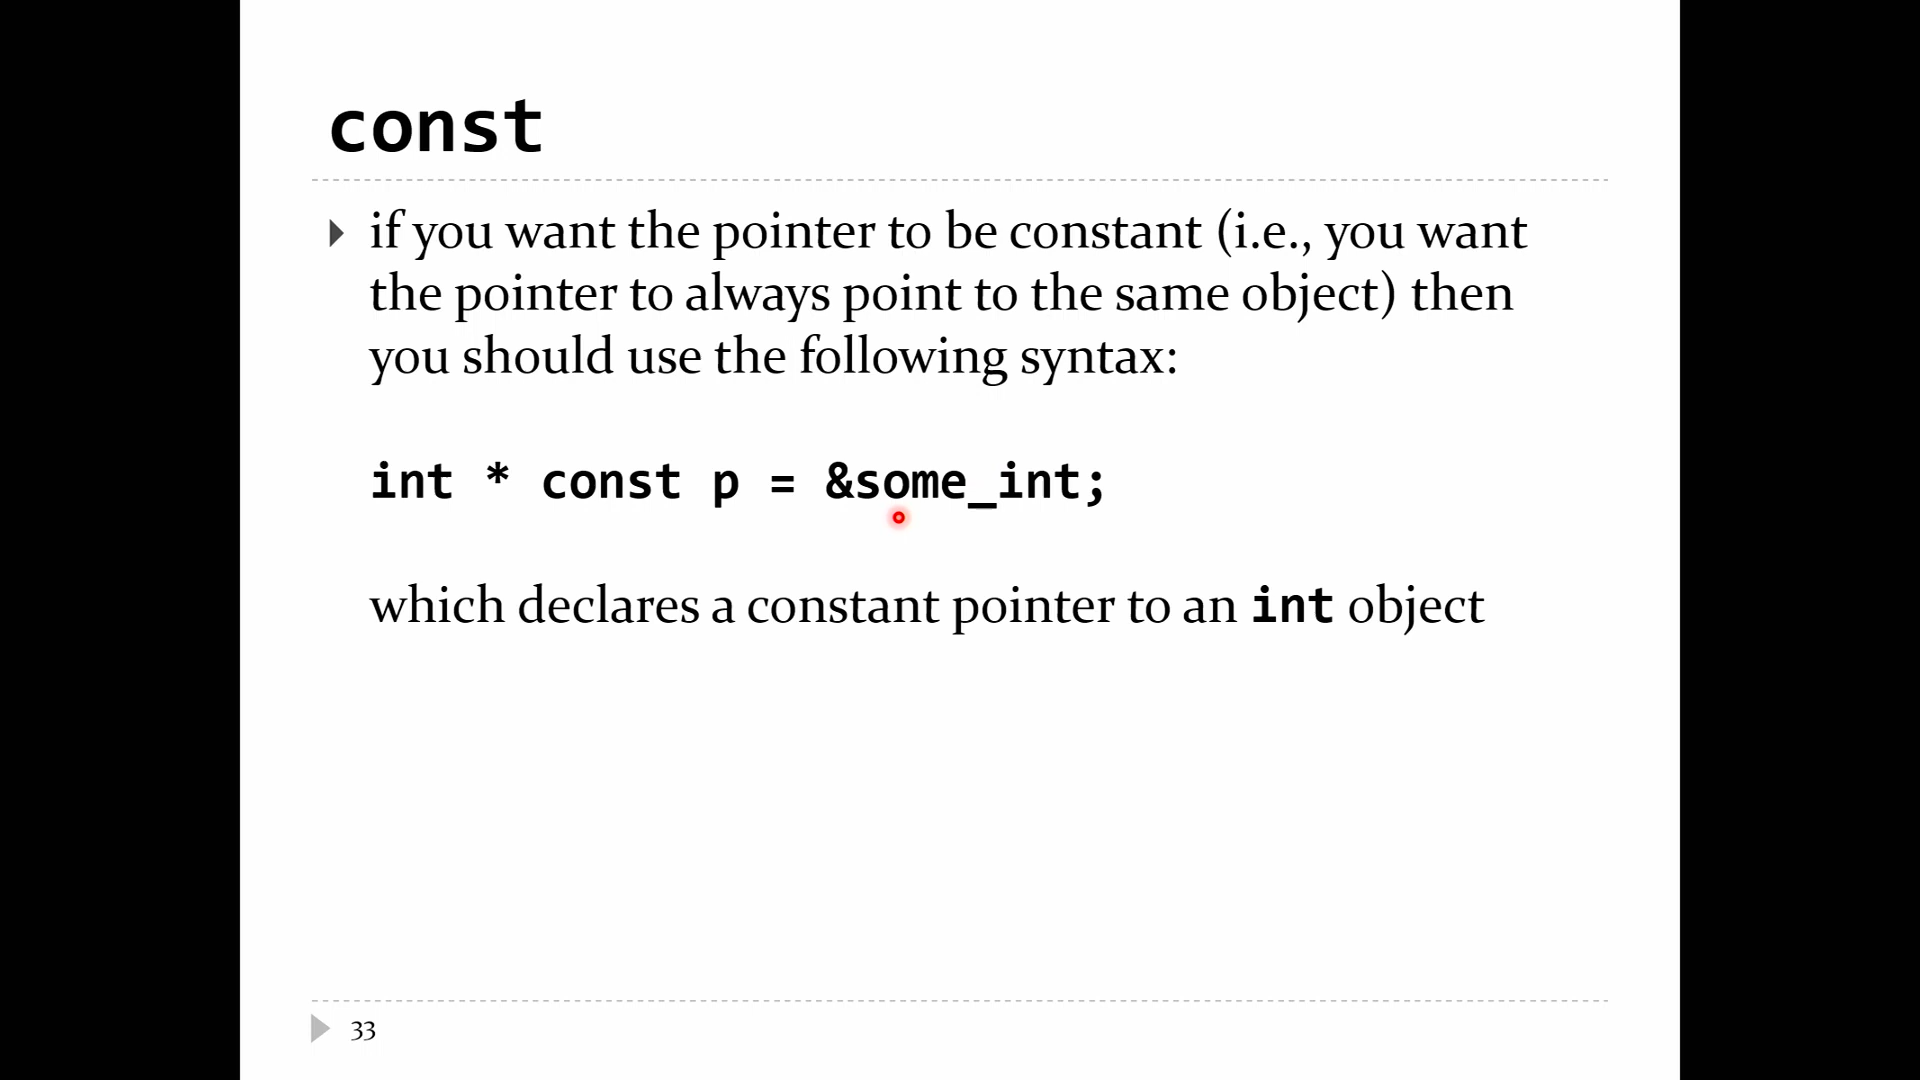 const
if you want the pointer to be constant (i.e., you want
the pointer to always point to the same object) then
you should use the following syntax:
int * const p = &some_int;
which declares a constant pointer to an int object
33